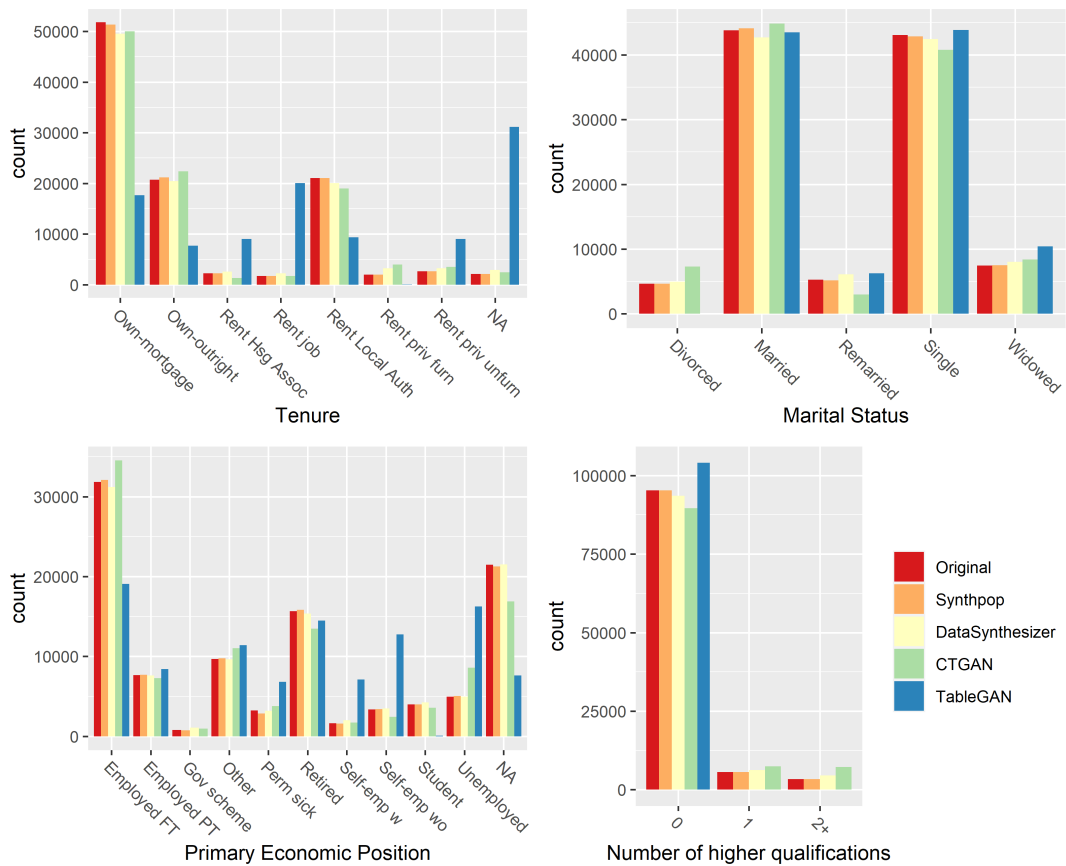 50000
40000
30000
20000
10000
0
count
Own-mortgage
Own-outright
Rent Hsg Assoc
Rent job
Rent Local Auth
Rent priv furn
Rent priv unfurn
NA
Tenure
40000
30000
20000
10000
0
count
Divorced
Married
Remarried
Single
Widowed
Marital Status
30000
20000
10000
0
count
Employed FT
Employed PT
Gov scheme
Other
Perm sick
Retired
Self-emp w
Self-emp wo
Student
Unemployed
NA
Primary Economic Position
100000
75000
50000
25000
0
count
0
1
2+
Number of higher qualifications
Original
Synthpop
DataSynthesizer
CTGAN
TableGAN